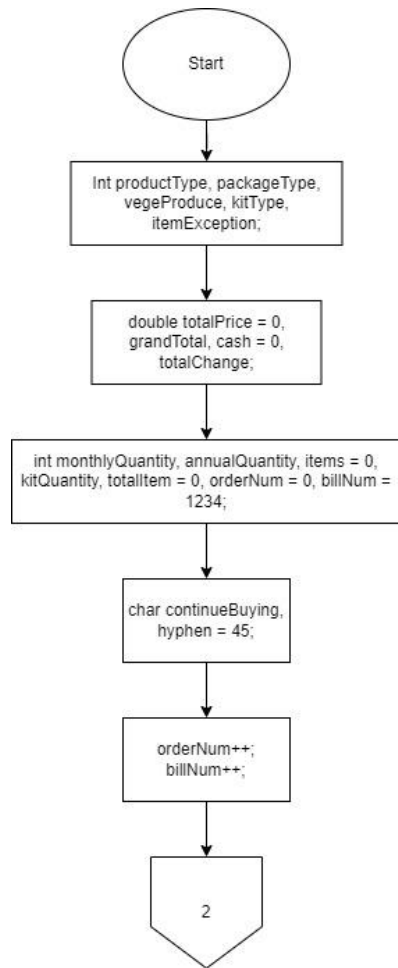 Start
Int productType, packageType,
vegeProduce, kitType,
itemException;
double totalPrice = 0,
grandTotal, cash = 0,
totalChange;
int monthlyQuantity, annualQuantity, items = 0,
kitQuantity, totalItem = 0, orderNum = 0, billNum =
1234;
char continueBuying,
hyphen = 45;
orderNum++;
billNum++;
2